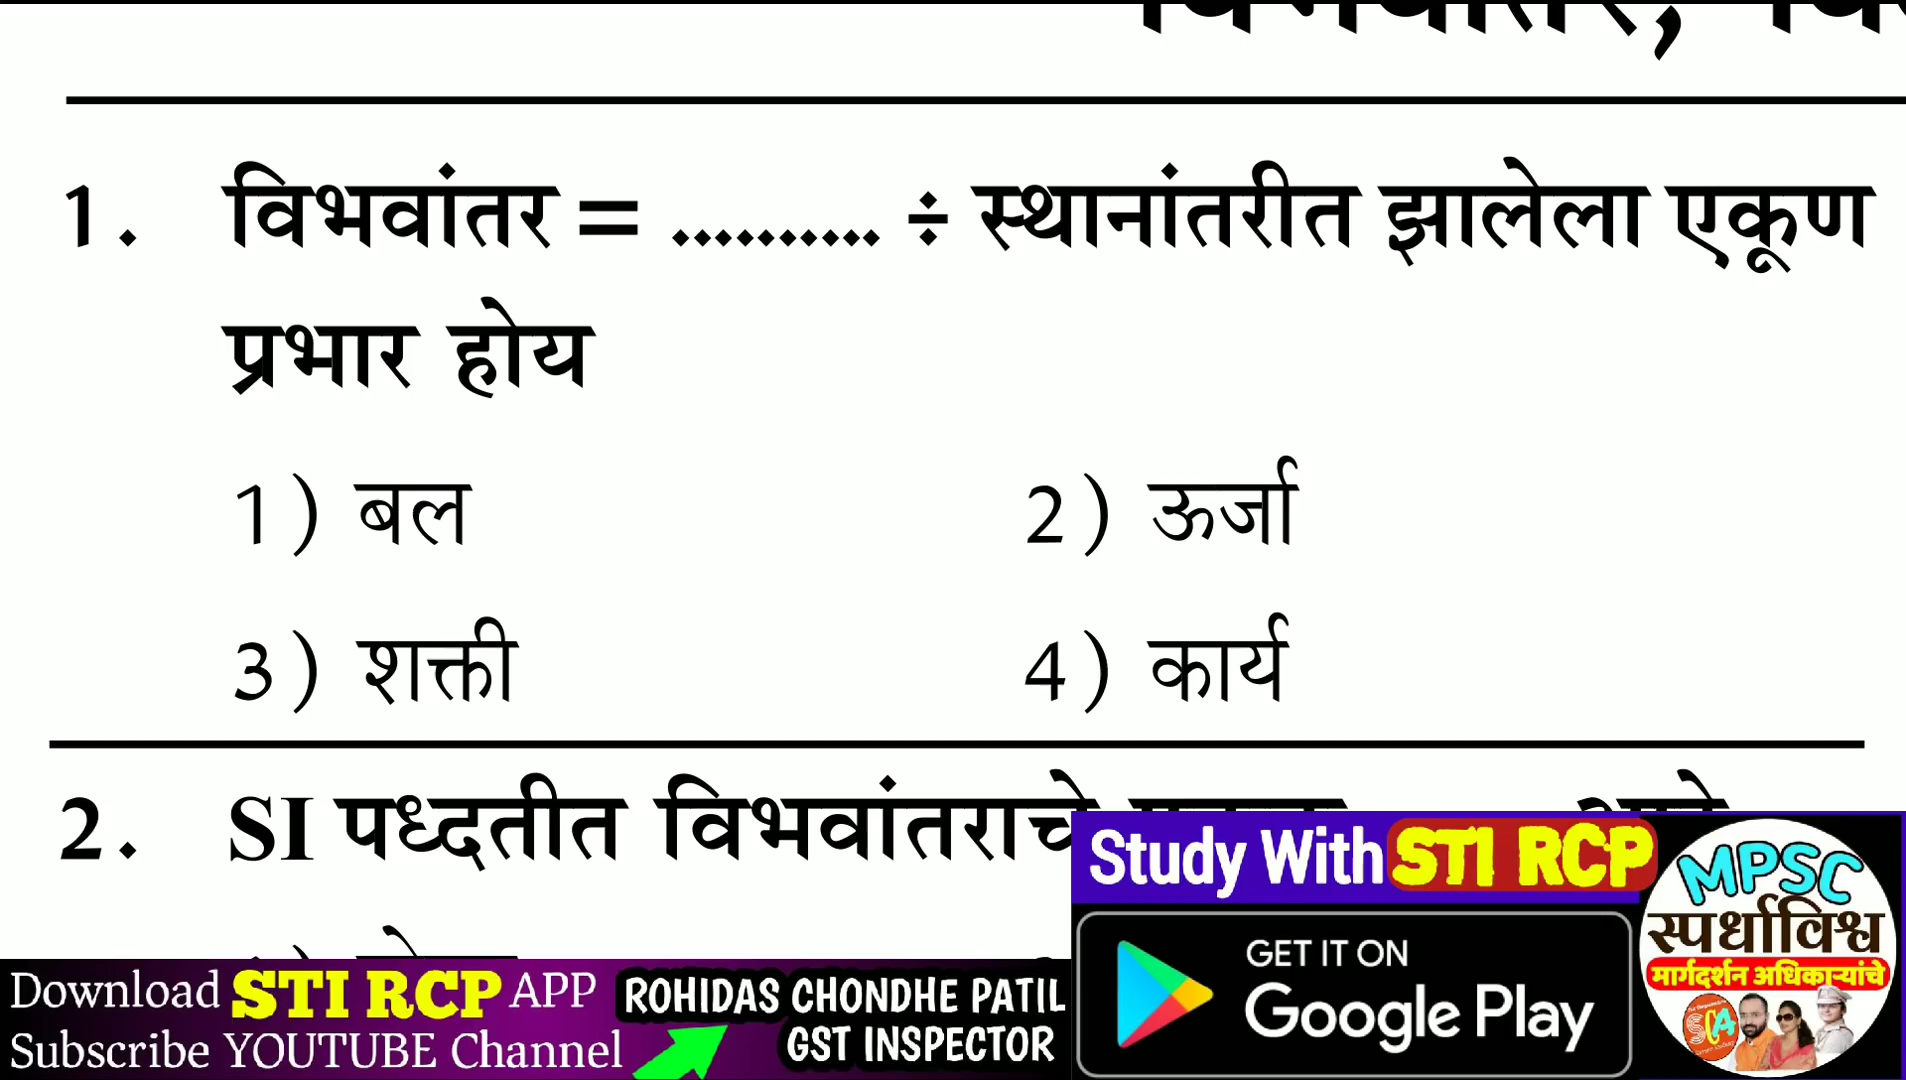 1. विभवांतर = .......... ÷ स्थानांतरीत झालेला एकूण
प्रभार होय
1) बल 2) ऊर्जा
3) शक्ती 4) कार्य
2. SI पध्दतीत विभवांतराचे
Study With STI RCP
MPSC
स्पर्धाविश्व
मार्गदर्शन अधिकाऱ्यांचे
GET IT ON
Google Play
Download STI RCP APP
Subscribe YOUTUBE Channel
ROHIDAS CHONDHE PATIL
GST INSPECTOR